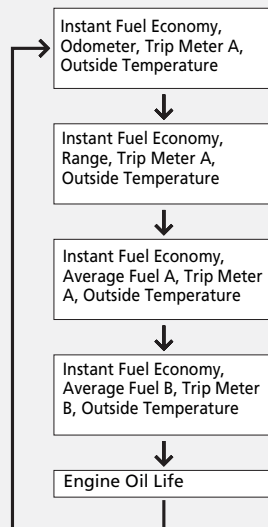 Instant Fuel Economy,
Odometer, Trip Meter A,
Outside Temperature
Instant Fuel Economy,
Range, Trip Meter A,
Outside Temperature
Instant Fuel Economy,
Average Fuel A, Trip Meter
A, Outside Temperature
Instant Fuel Economy,
Average Fuel B, Trip Meter
B, Outside Temperature
Engine Oil Life